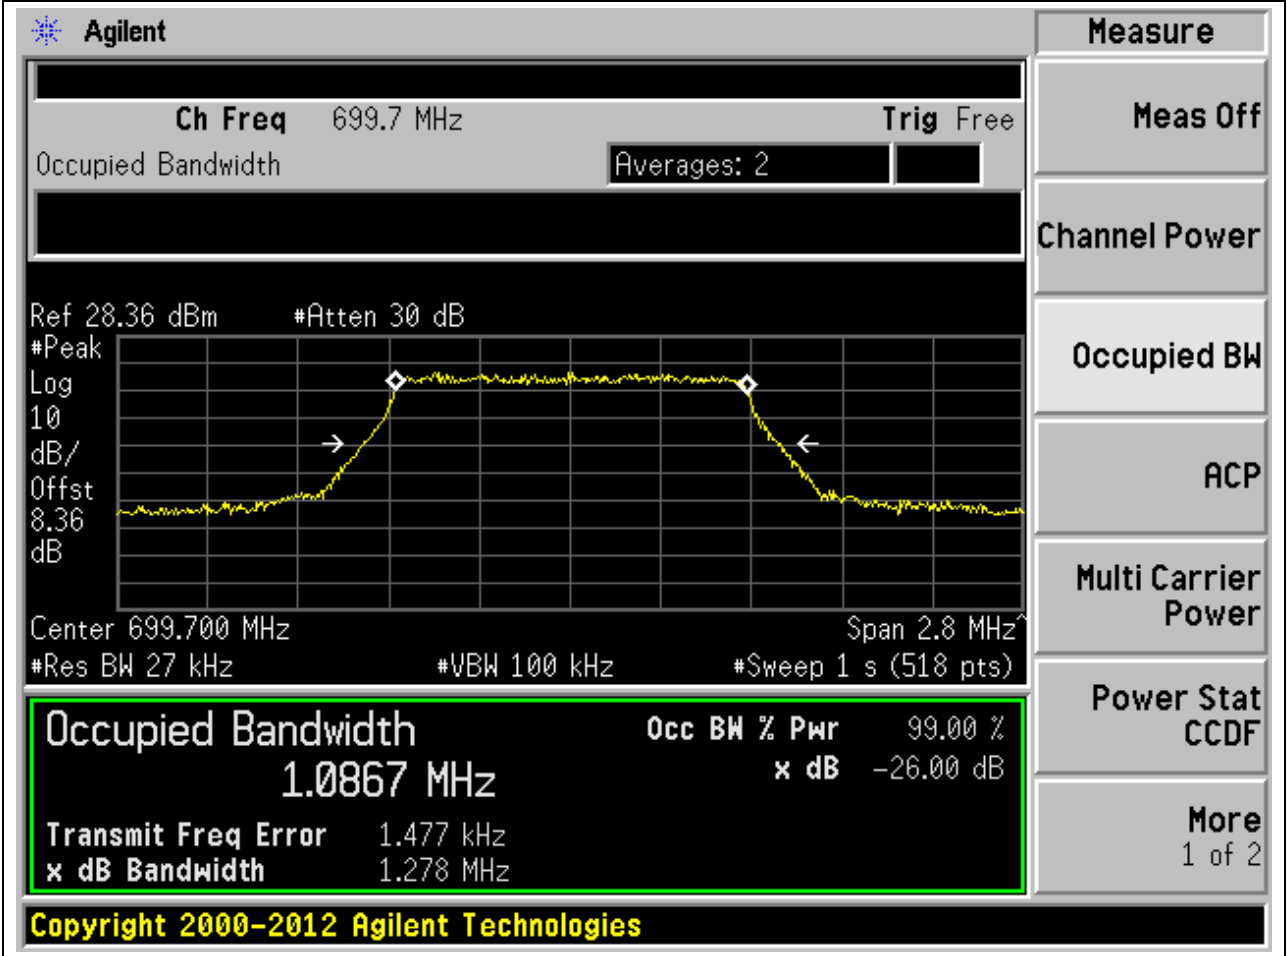 Agilent
Measure
Ch Freq 699.7 MHz Trig Free
Occupied Bandwidth Averages: 2
Meas Off
Channel Power
Occupied BW
ACP
Multi Carrier
Power
Power Stat
CCDF
More
1 of 2
Ref 28.36 dBm #Atten 30 dB
#Peak
Log
10
dB/
Offst
8.36
dB
Center 699.700 MHz Span 2.8 MHz^
#Res BW 27 kHz #VBW 100 kHz #Sweep 1 s (518 pts)
Occupied Bandwidth Occ BW % Pwr 99.00 %
1.0867 MHz x dB -26.00 dB
Transmit Freq Error 1.477 kHz
x dB Bandwidth 1.278 MHz
Copyright 2000-2012 Agilent Technologies